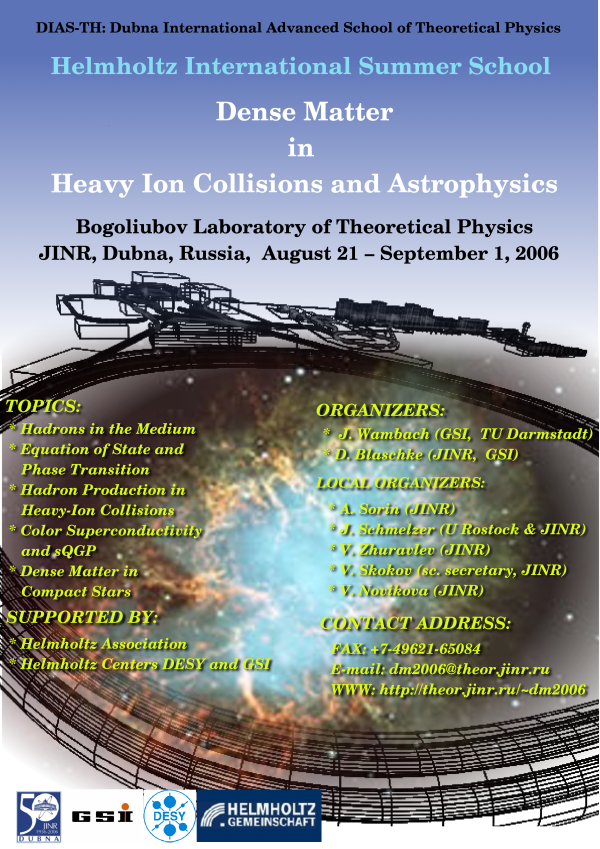 DIAS-TH: Dubna International Advanced School of Theoretical Physics
Helmholtz International Summer School
Dense Matter
in
Heavy Ion Collisions and Astrophysics
Bogoliubov Laboratory of Theoretical Physics
JINR, Dubna, Russia, August 21 – September 1, 2006
TOPICS:
* Hadrons in the Medium
* Equation of State and
Phase Transition
* Hadron Production in
Heavy-Ion Collisions
* Color Superconductivity
and sQGP
* Dense Matter in
Compact Stars
SUPPORTED BY:
* Helmholtz Association
* Helmholtz Centers DESY and GSI
ORGANIZERS:
* J. Wambach (GSI, TU Darmstadt)
* D. Blaschke (JINR, GSI)
LOCAL ORGANIZERS:
* A. Sorin (JINR)
* J. Schmelzer (U Rostock & JINR)
* V. Zhuravlev (JINR)
* V. Skokov (sc. secretary, JINR)
* V. Novikova (JINR)
CONTACT ADDRESS:
FAX: +7-49621-65084
E-mail: dm2006@theor.jinr.ru
WWW: http://theor.jinr.ru/~dm2006
50
JINR
1956-2006
DUBNA
GSI
DESY
HELMHOLTZ
GEMEINSCHAFT